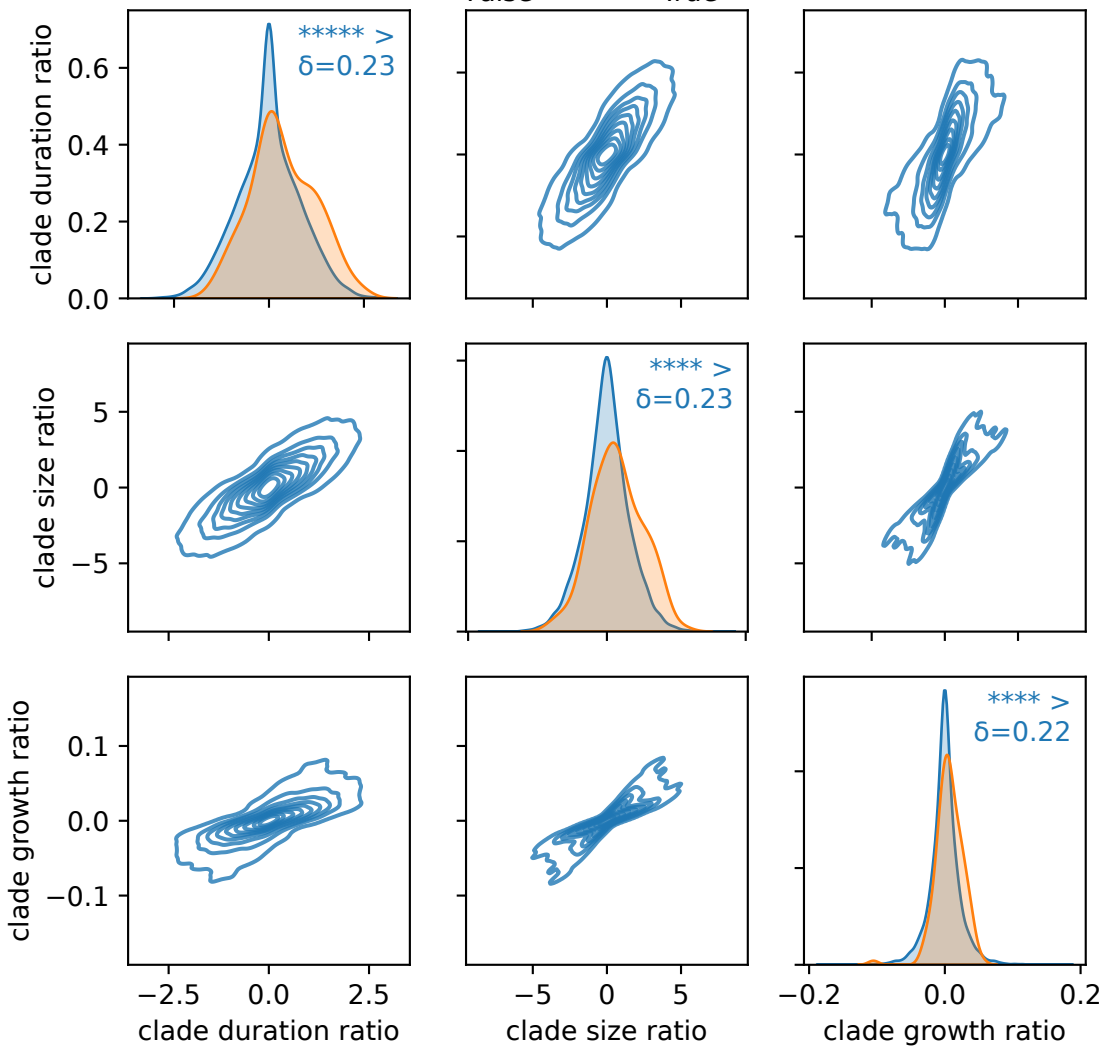 clade duration ratio
0.6
0.4
0.2
0.0
***** >
δ=0.23
clade size ratio
5
0
−5
**** >
δ=0.23
clade growth ratio
0.1
0.0
−0.1
**** >
δ=0.22
−2.5 0.0 2.5
clade duration ratio
−5 0 5
clade size ratio
−0.2 0.0 0.2
clade growth ratio